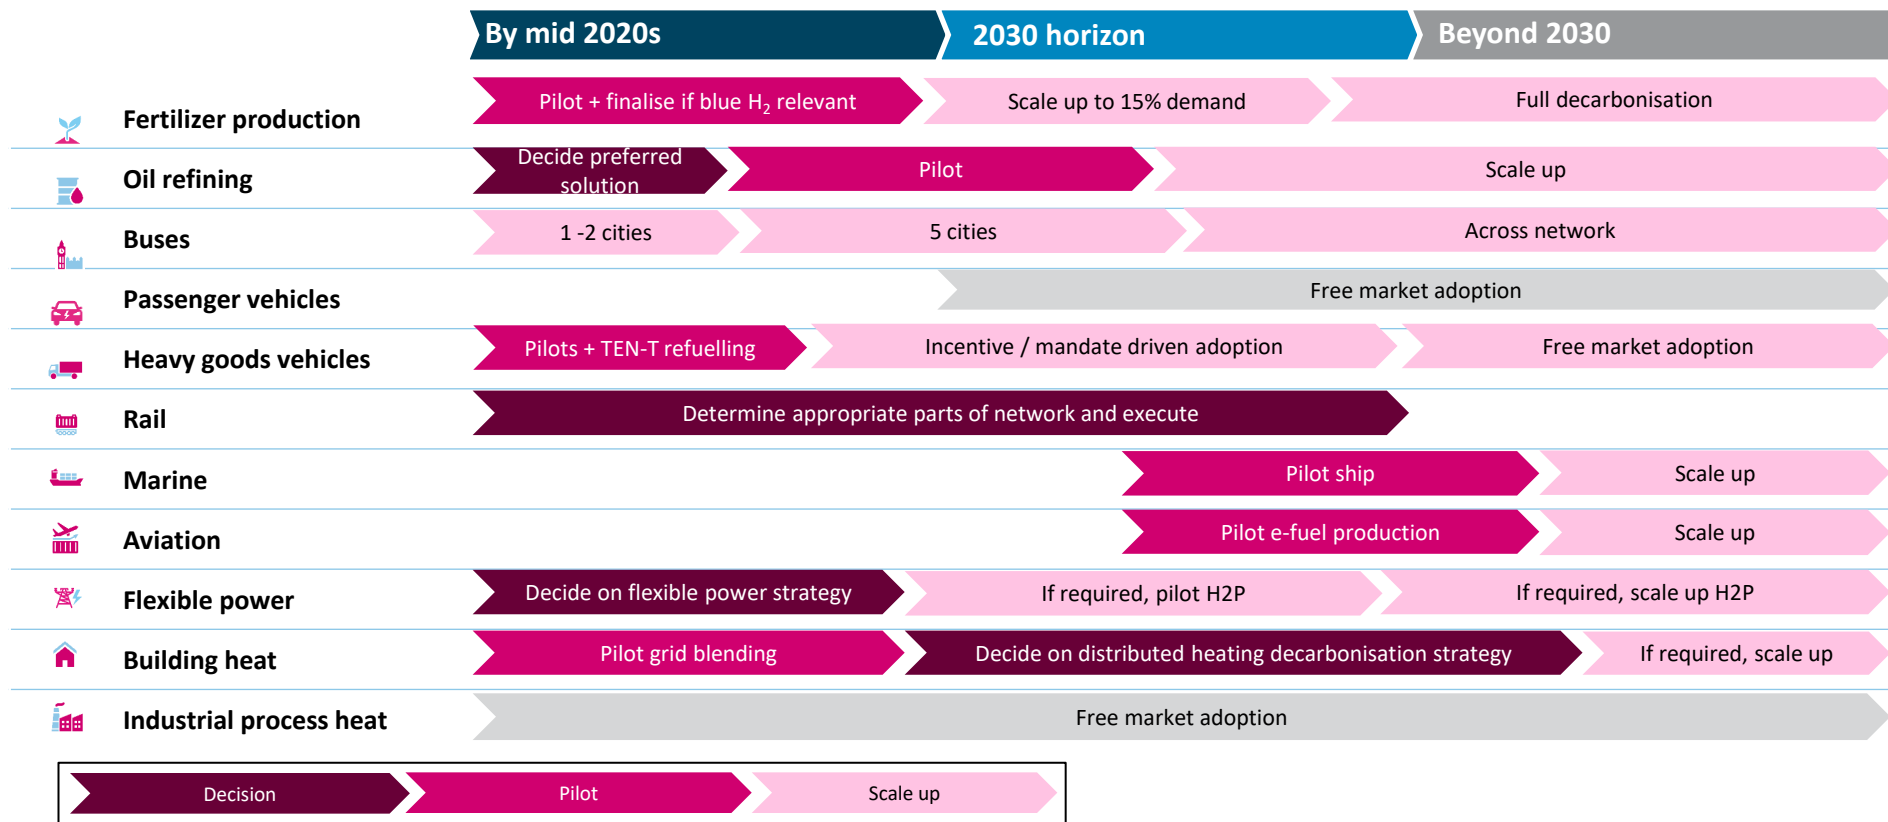 By mid 2020s
2030 horizon
Beyond 2030
Fertilizer production
Pilot + finalise if blue H₂ relevant
Scale up to 15% demand
Full decarbonisation
Oil refining
Decide preferred
solution
Pilot
Scale up
Buses
1 -2 cities
5 cities
Across network
Passenger vehicles
Free market adoption
Heavy goods vehicles
Pilots + TEN-T refuelling
Incentive / mandate driven adoption
Free market adoption
Rail
Determine appropriate parts of network and execute
Marine
Pilot ship
Scale up
Aviation
Pilot e-fuel production
Scale up
Flexible power
Decide on flexible power strategy
If required, pilot H2P
If required, scale up H2P
Building heat
Pilot grid blending
Decide on distributed heating decarbonisation strategy
If required, scale up
Industrial process heat
Free market adoption
Decision
Pilot
Scale up